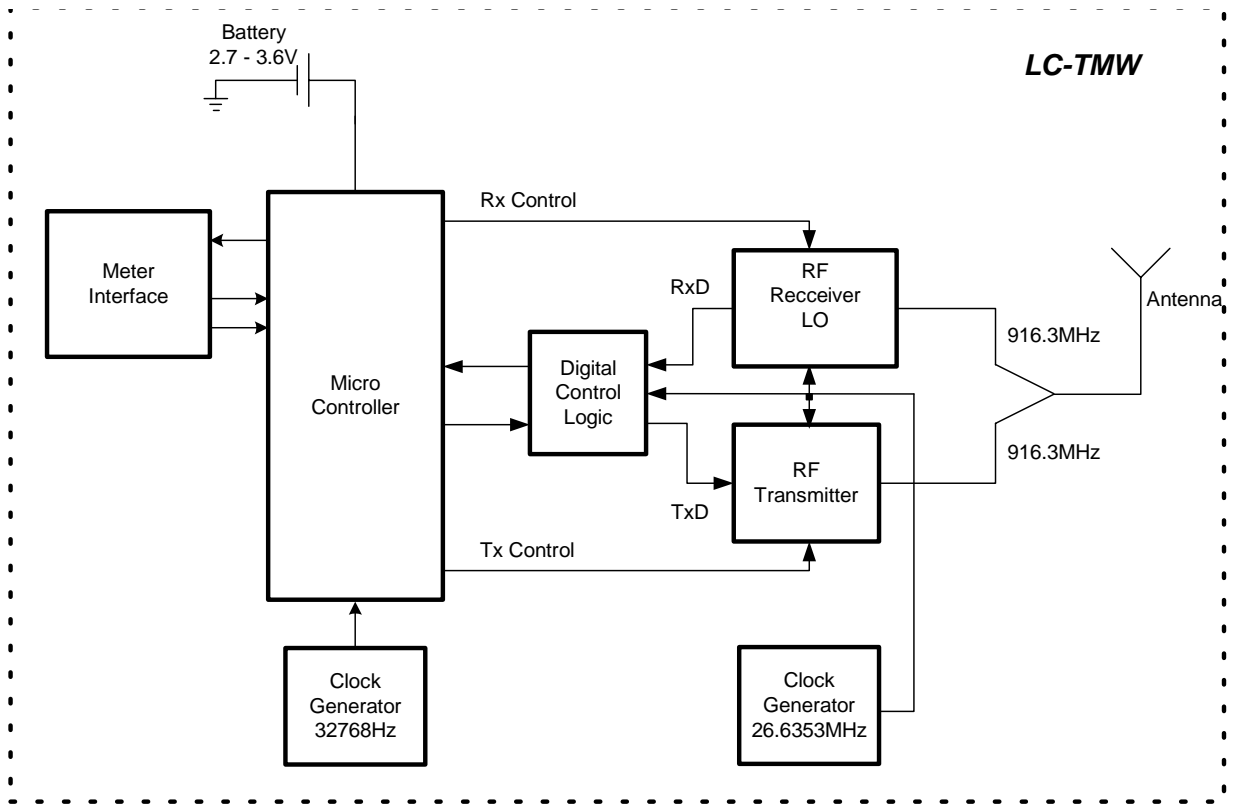 Battery
2.7 - 3.6V
LC-TMW
Rx Control
Meter
Interface
RxD
RF
Recceiver
LO
Antenna
916.3MHz
Micro
Controller
Digital
Control
Logic
916.3MHz
RF
Transmitter
TxD
Tx Control
Clock
Generator
32768Hz
Clock
Generator
26.6353MHz